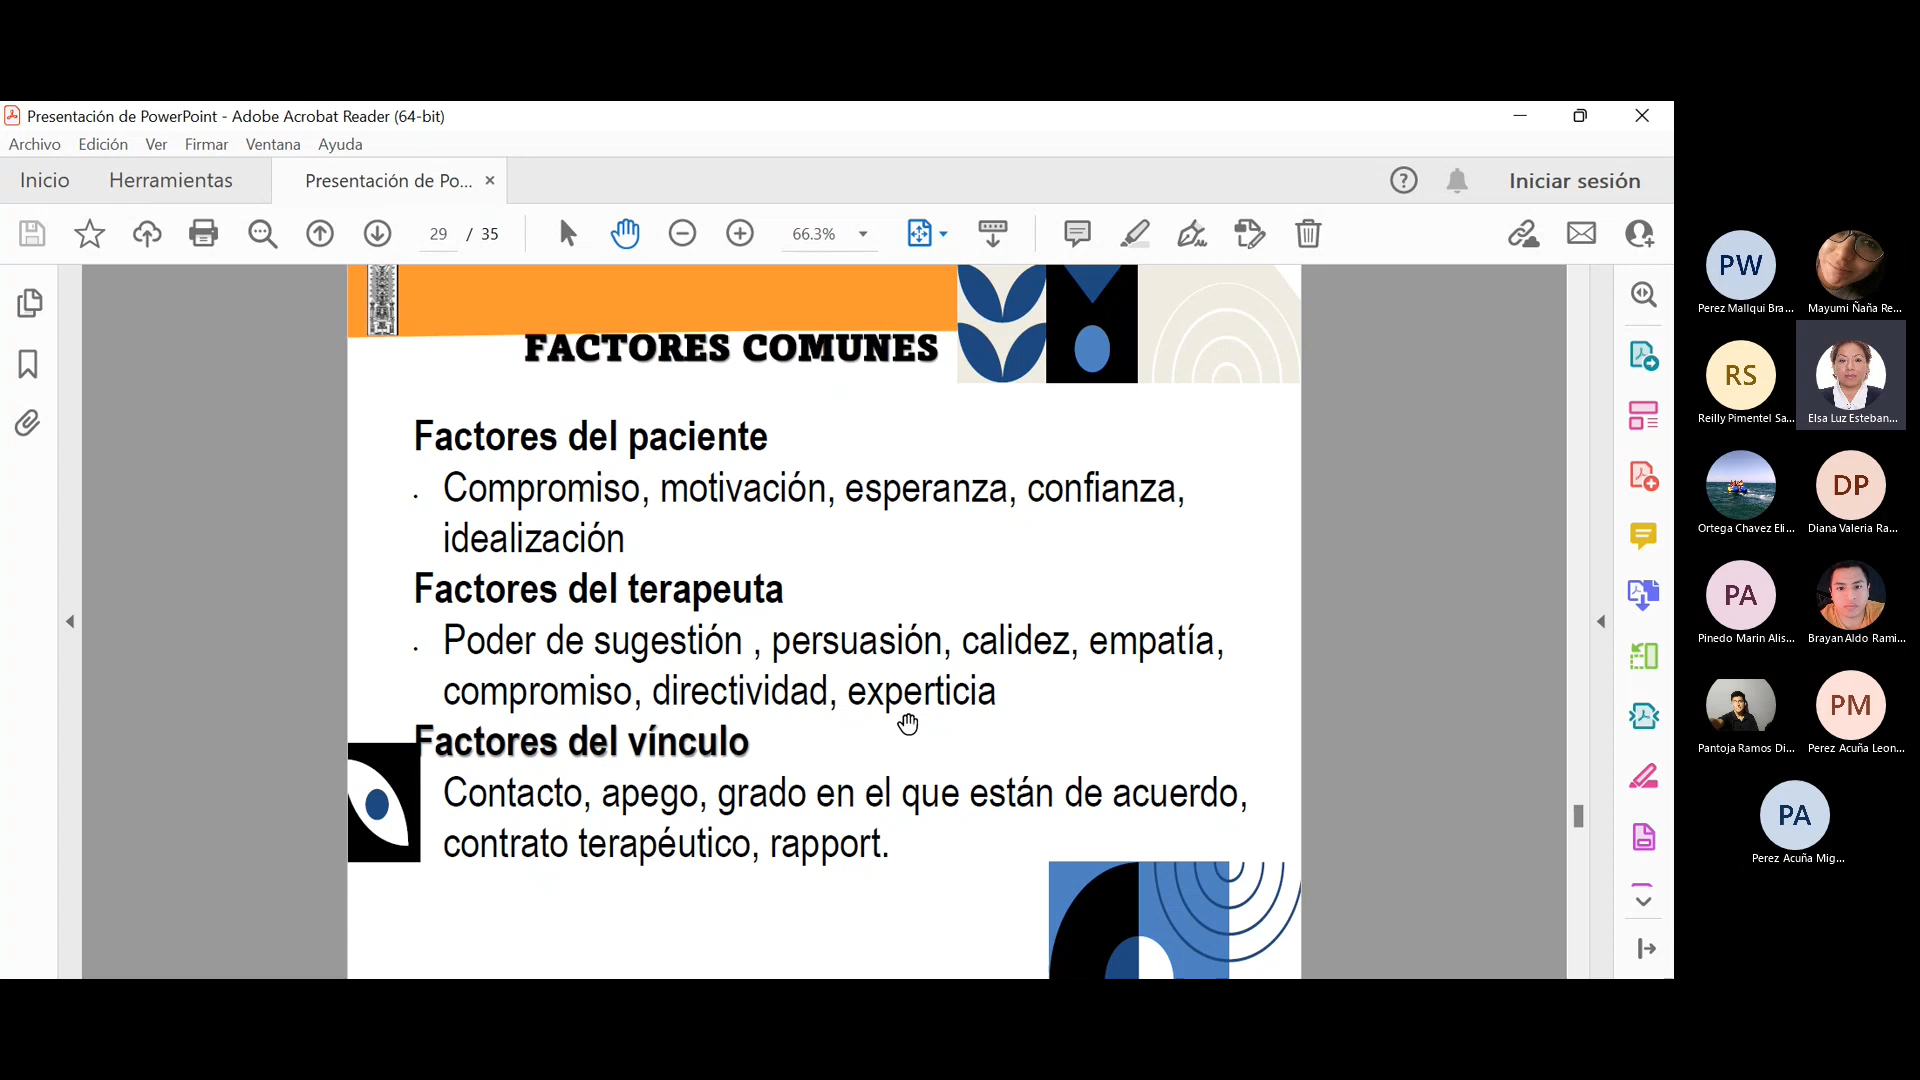 Presentación de PowerPoint - Adobe Acrobat Reader (64-bit)
Archivo Edición Ver Firmar Ventana Ayuda
Inicio Herramientas Presentación de Po... × Iniciar sesión
29 / 35 66.3%
FACTORES COMUNES
Factores del paciente
· Compromiso, motivación, esperanza, confianza,
idealización
Factores del terapeuta
· Poder de sugestión , persuasión, calidez, empatía,
compromiso, directividad, experticia
Factores del vínculo
Contacto, apego, grado en el que están de acuerdo,
contrato terapéutico, rapport.
PW
Perez Mallqui Bra... Mayumi Ñaña Re...
RS
Reilly Pimentel Sa... Elsa Luz Esteban...
DP
Ortega Chavez Eli... Diana Valeria Ra...
PA
Pinedo Marin Alis... Brayan Aldo Rami...
PM
Pantoja Ramos Di... Perez Acuña Leon...
PA
Perez Acuña Mig...